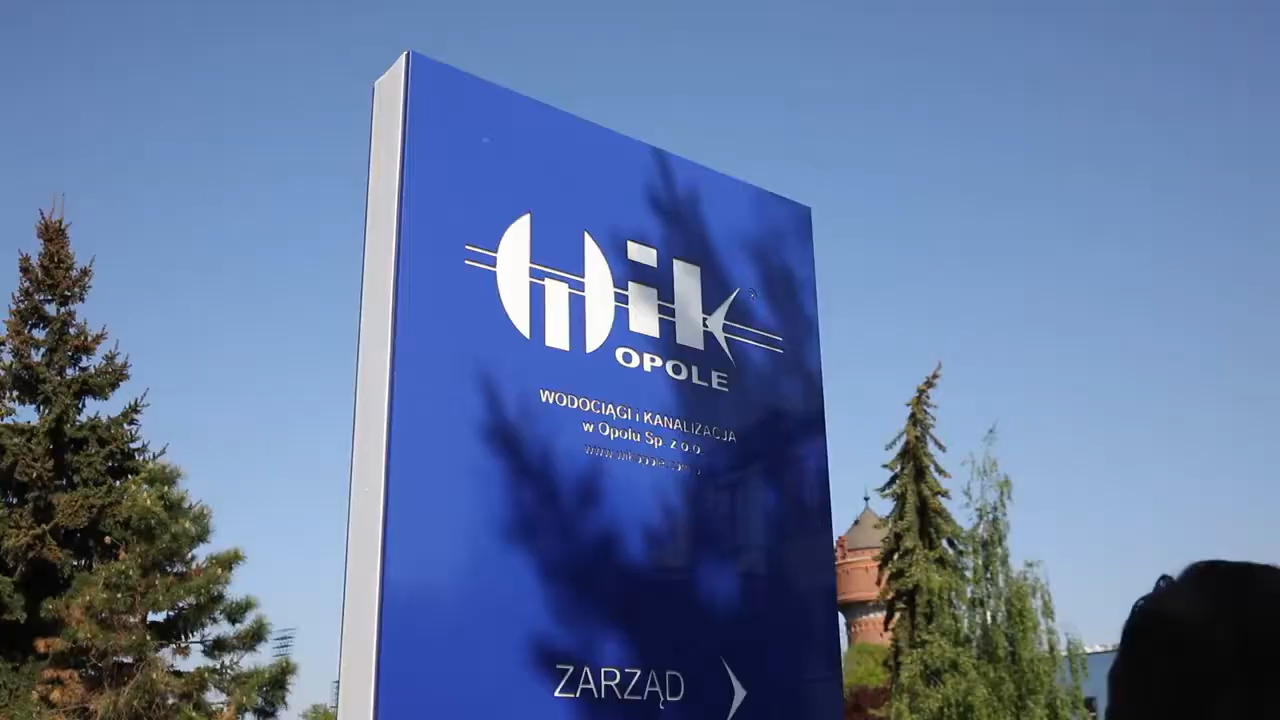 WiK
OPOLE
WODOCIĄGI i KANALIZACJA
w Opolu Sp. z o.o.
ZARZĄD